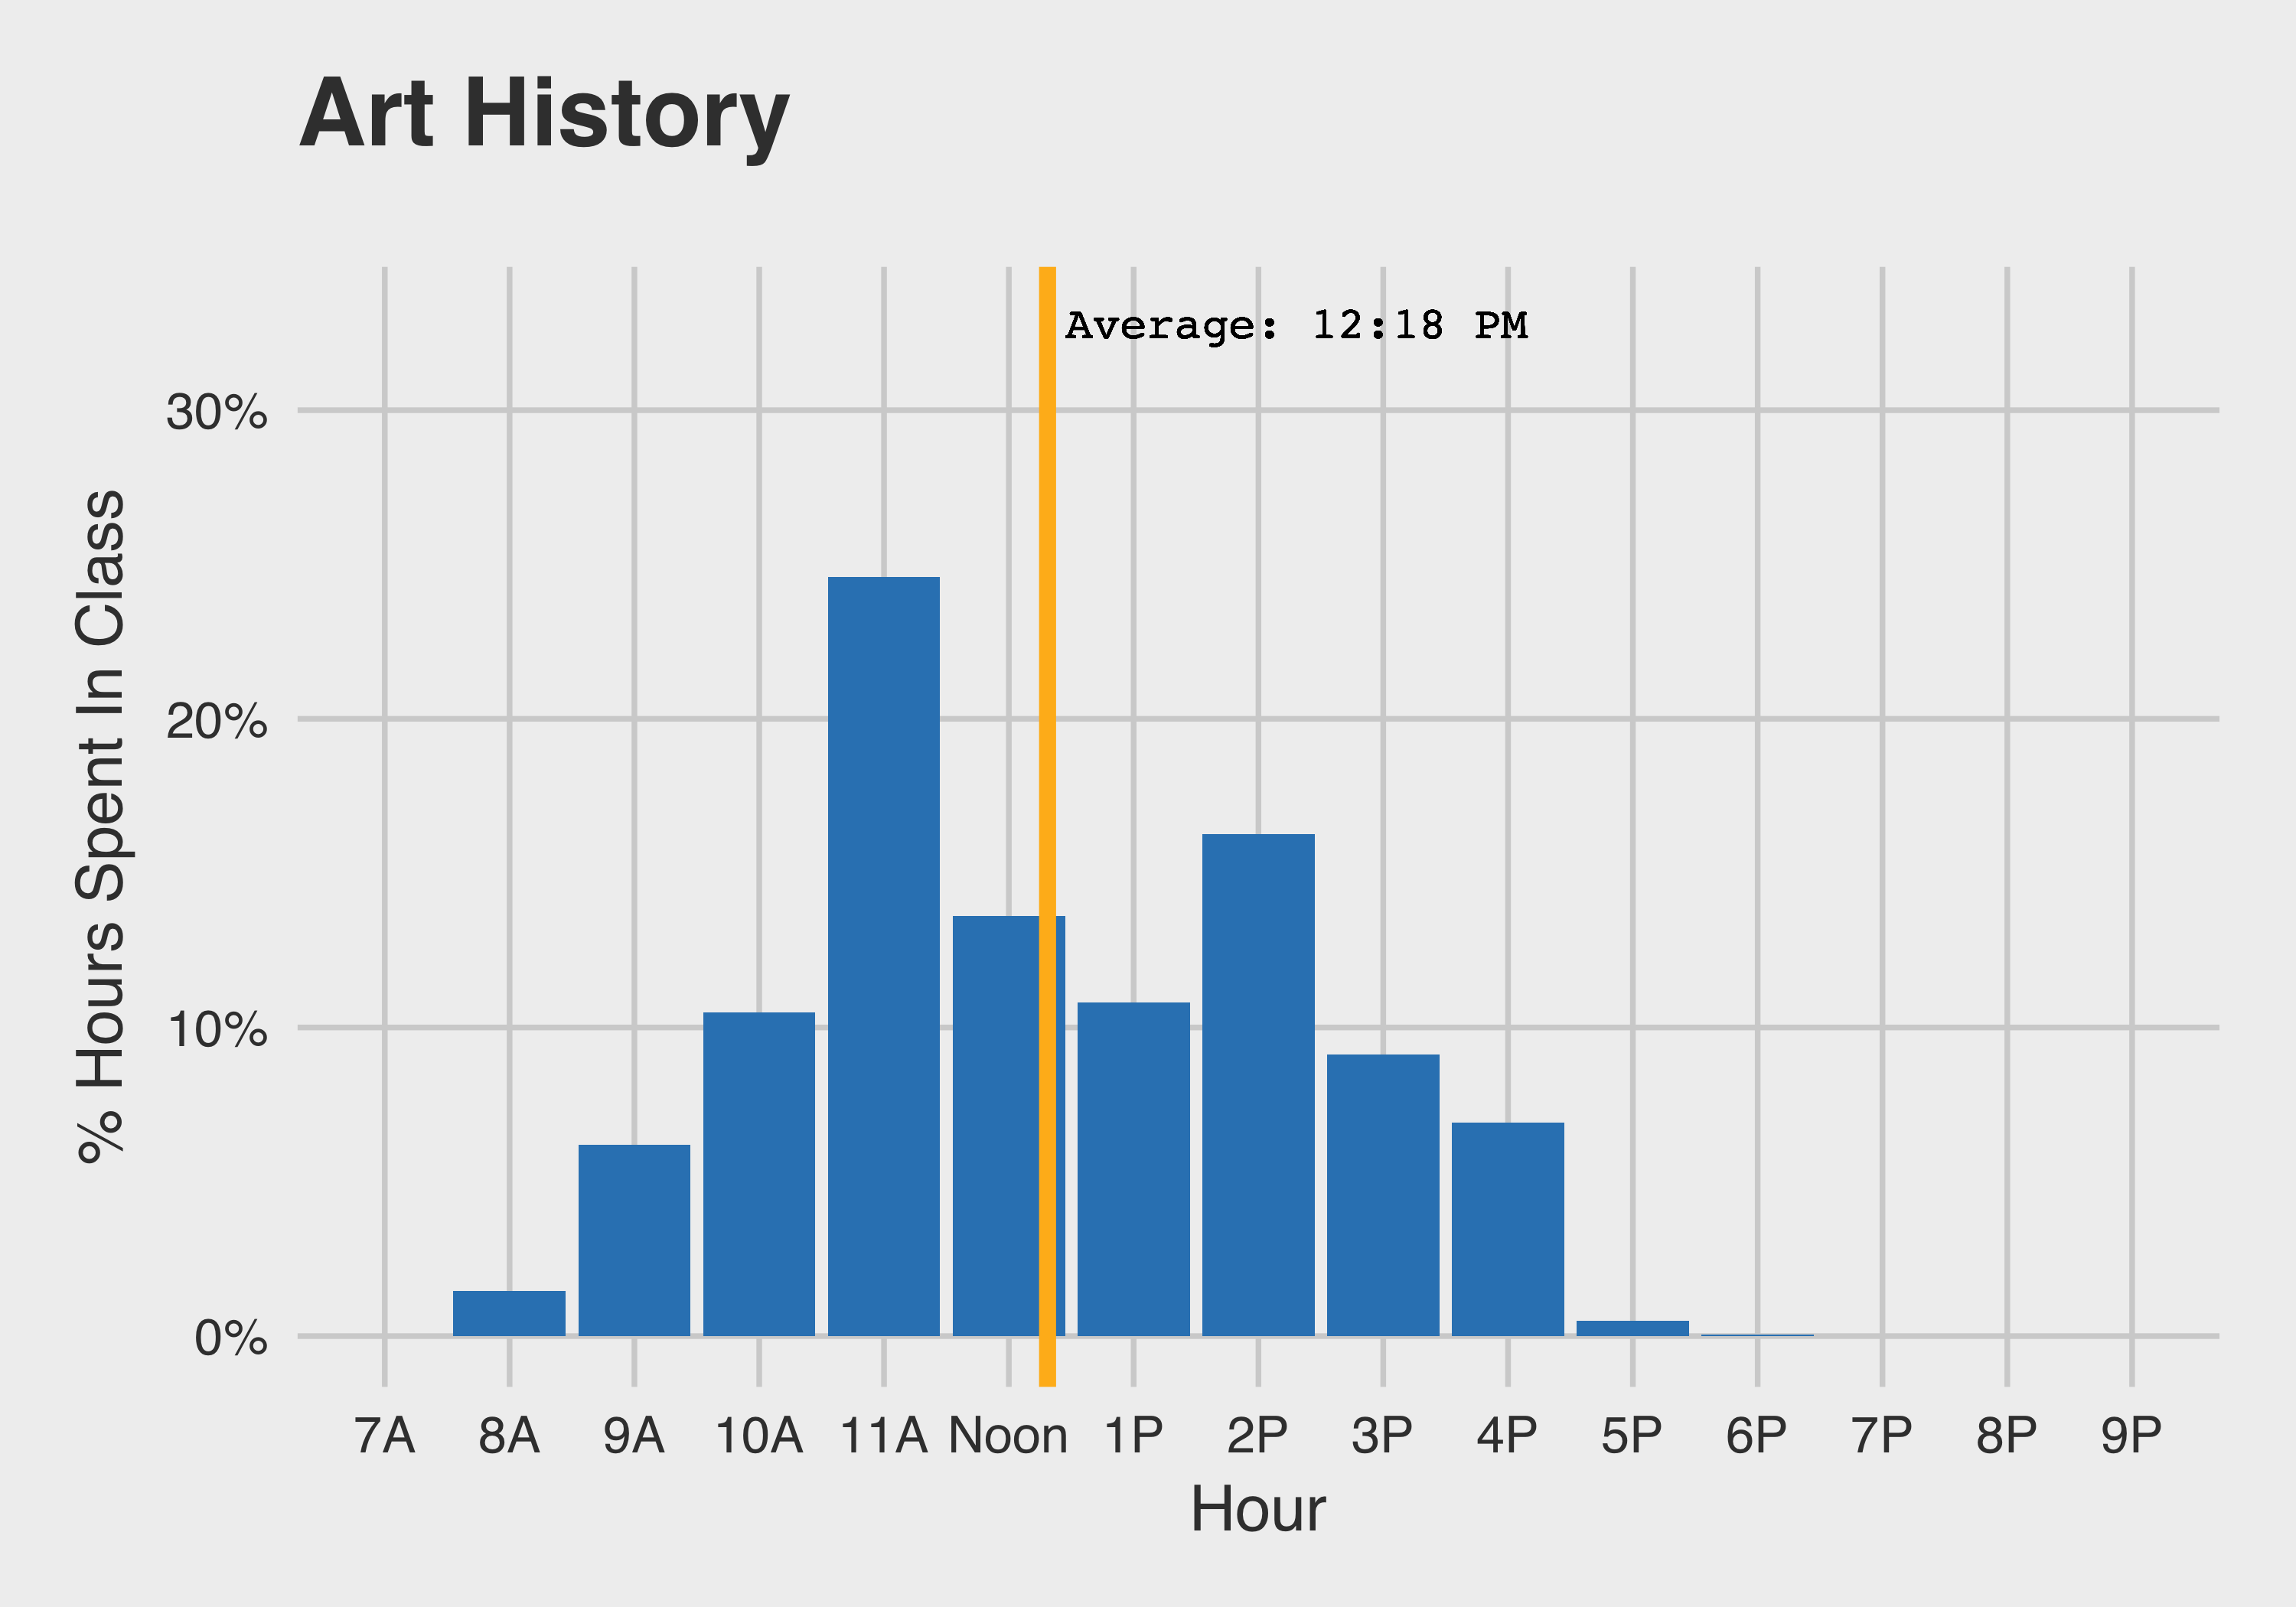 Art History
Average: 12:18 PM
30%
20%
10%
0%
% Hours Spent In Class
7A 8A 9A 10A 11A Noon 1P 2P 3P 4P 5P 6P 7P 8P 9P
Hour